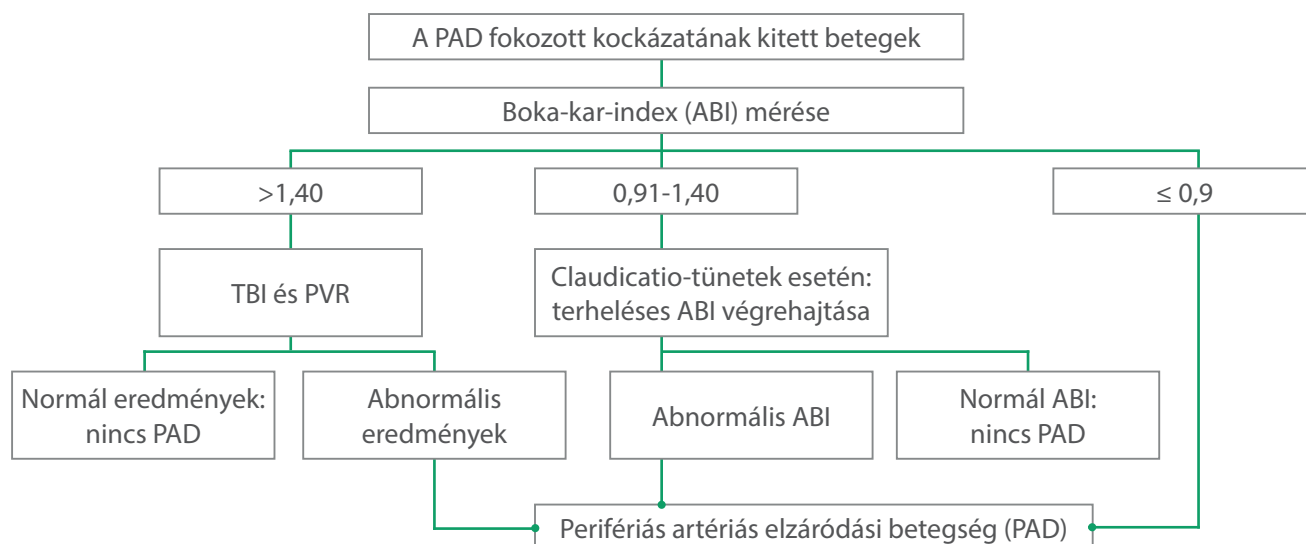 A PAD fokozott kockázatának kitett betegek
Boka-kar-index (ABI) mérése
>1,40
0,91-1,40
≤ 0,9
TBI és PVR
Claudicatio-tünetek esetén:
terheléses ABI végrehajtása
Normál eredmények:
nincs PAD
Abnormális
eredmények
Abnormális ABI
Normál ABI:
nincs PAD
Perifériás artériás elzáródási betegség (PAD)